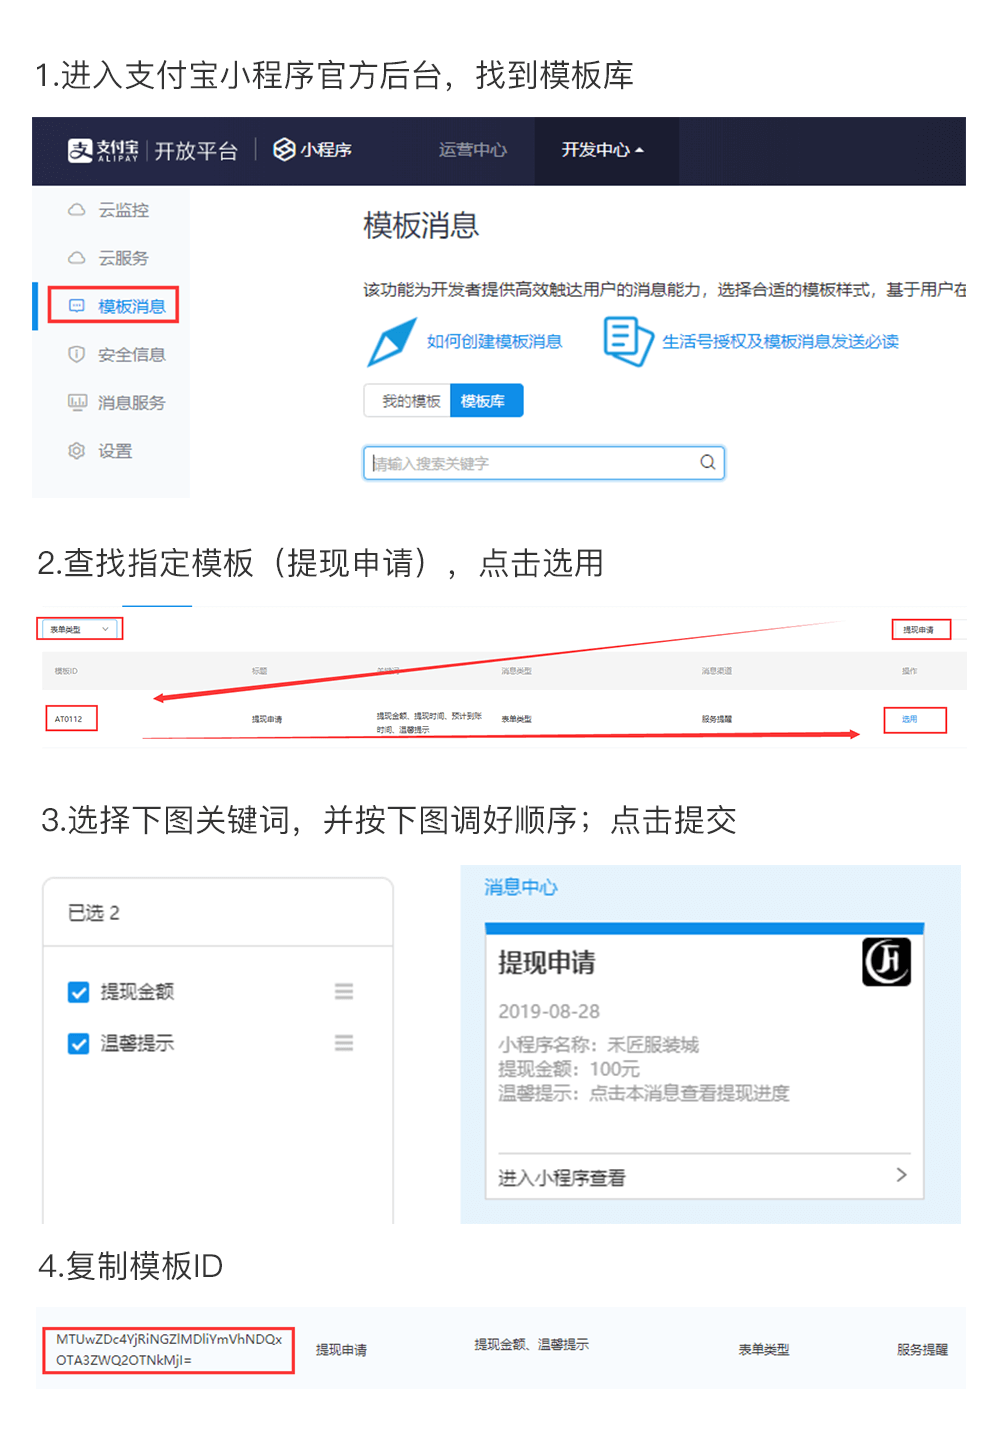 1.进入支付宝小程序官方后台，找到模板库
支付宝 ALIPAY 开放平台 小程序 运营中心 开发中心
云监控
云服务
模板消息
安全信息
消息服务
设置
模板消息
该功能为开发者提供高效触达用户的消息能力，选择合适的模板样式，基于用户在
如何创建模板消息 生活号授权及模板消息发送必读
我的模板 模板库
请输入搜索关键字
2.查找指定模板（提现申请），点击选用
表单类型 提现申请
模板ID 标题 关键词 消息类型 消息渠道 操作
AT0112 提现申请 提现金额、提现时间、预计到账 表单类型 服务提醒 选用
时间、温馨提示
3.选择下图关键词，并按下图调好顺序；点击提交
已选 2
提现金额
温馨提示
消息中心
提现申请
2019-08-28
小程序名称：禾匠服装城
提现金额：100元
温馨提示：点击本消息查看提现进度
进入小程序查看
4.复制模板ID
MTUwZDc4YjRiNGZlMDliYmVhNDQx
OTA3ZWQ2OTNkMjI=
提现申请 提现金额、温馨提示 表单类型 服务提醒